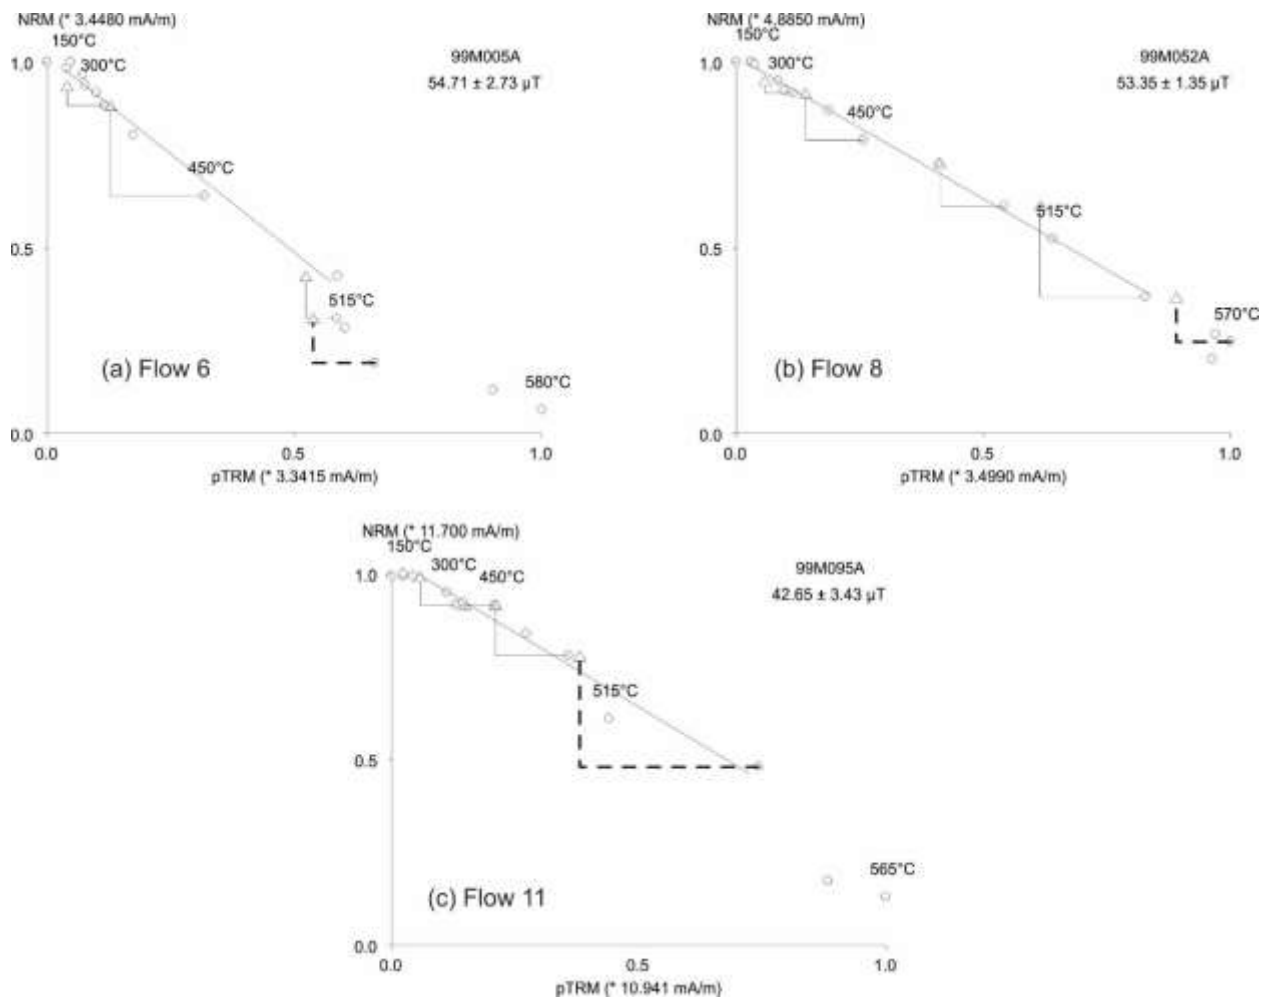 NRM (* 3.4480 mA/m)
150°C
300°C
99M005A
54.71 ± 2.73 µT
1.0
450°C
0.5
515°C
(a) Flow 6
580°C
0.0
0.0
0.5
1.0
pTRM (* 3.3415 mA/m)
NRM (* 4.8850 mA/m)
150°C
300°C
99M052A
53.35 ± 1.35 µT
1.0
450°C
0.5
515°C
570°C
(b) Flow 8
0.0
0.0
0.5
1.0
pTRM (* 3.4990 mA/m)
NRM (* 11.700 mA/m)
150°C
300°C
450°C
99M095A
42.65 ± 3.43 µT
1.0
515°C
0.5
565°C
(c) Flow 11
0.0
0.0
0.5
1.0
pTRM (* 10.941 mA/m)